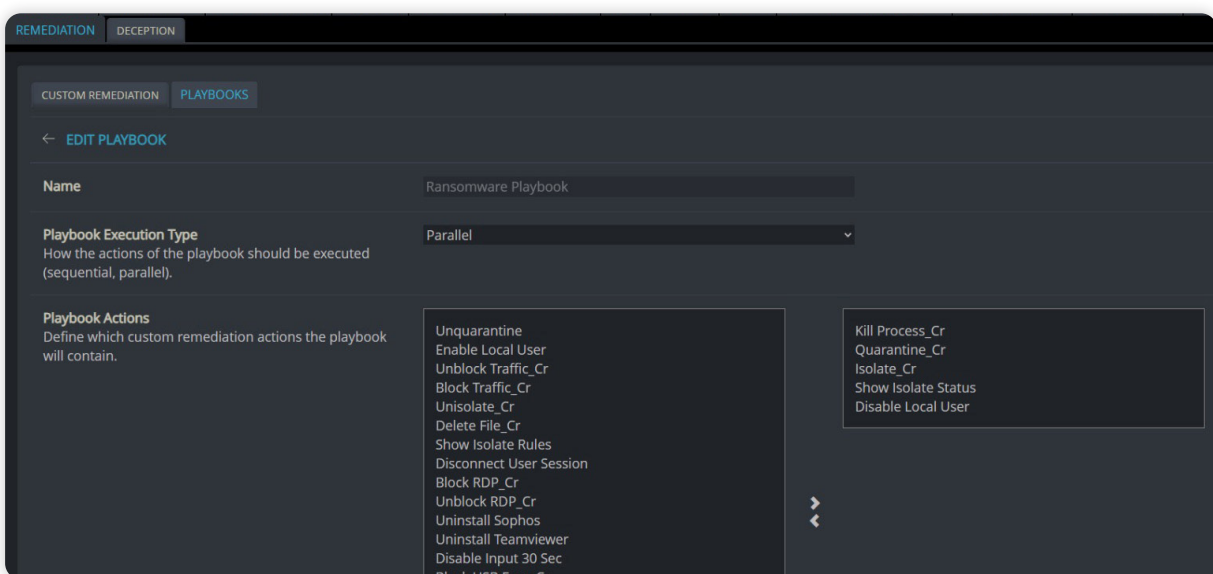 REMEDIATION DECEPTION
CUSTOM REMEDIATION PLAYBOOKS
← EDIT PLAYBOOK
Name Ransomware Playbook
Playbook Execution Type
How the actions of the playbook should be executed
(sequential, parallel).
Parallel
Playbook Actions
Define which custom remediation actions the playbook
will contain.
Unquarantine
Enable Local User
Unblock Traffic_Cr
Block Traffic_Cr
Unisolate_Cr
Delete File_Cr
Show Isolate Rules
Disconnect User Session
Block RDP_Cr
Unblock RDP_Cr
Uninstall Sophos
Uninstall Teamviewer
Disable Input 30 Sec
Kill Process_Cr
Quarantine_Cr
Isolate_Cr
Show Isolate Status
Disable Local User